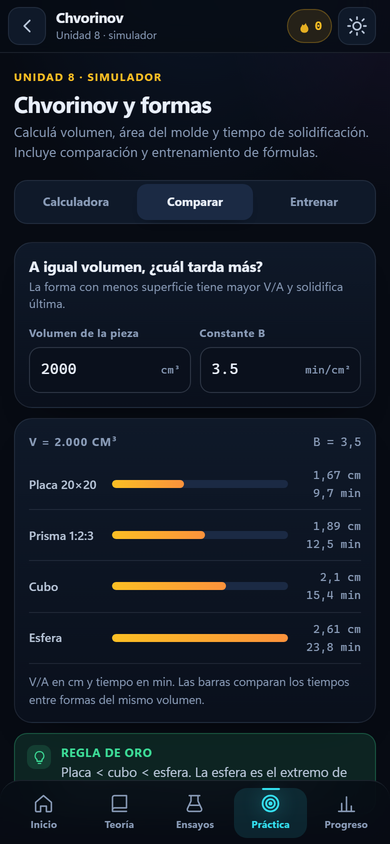 Chvorinov
Unidad 8 · simulador
0
UNIDAD 8 · SIMULADOR
Chvorinov y formas
Calculá volumen, área del molde y tiempo de solidificación.
Incluye comparación y entrenamiento de fórmulas.
Calculadora
Comparar
Entrenar
A igual volumen, ¿cuál tarda más?
La forma con menos superficie tiene mayor V/A y solidifica
última.
Volumen de la pieza
Constante B
2000 cm³
3.5 min/cm²
V = 2.000 CM³
B = 3,5
Placa 20×20
1,67 cm
9,7 min
Prisma 1:2:3
1,89 cm
12,5 min
Cubo
2,1 cm
15,4 min
Esfera
2,61 cm
23,8 min
V/A en cm y tiempo en min. Las barras comparan los tiempos
entre formas del mismo volumen.
REGLA DE ORO
Placa < cubo < esfera. La esfera es el extremo de
Inicio
Teoría
Ensayos
Práctica
Progreso